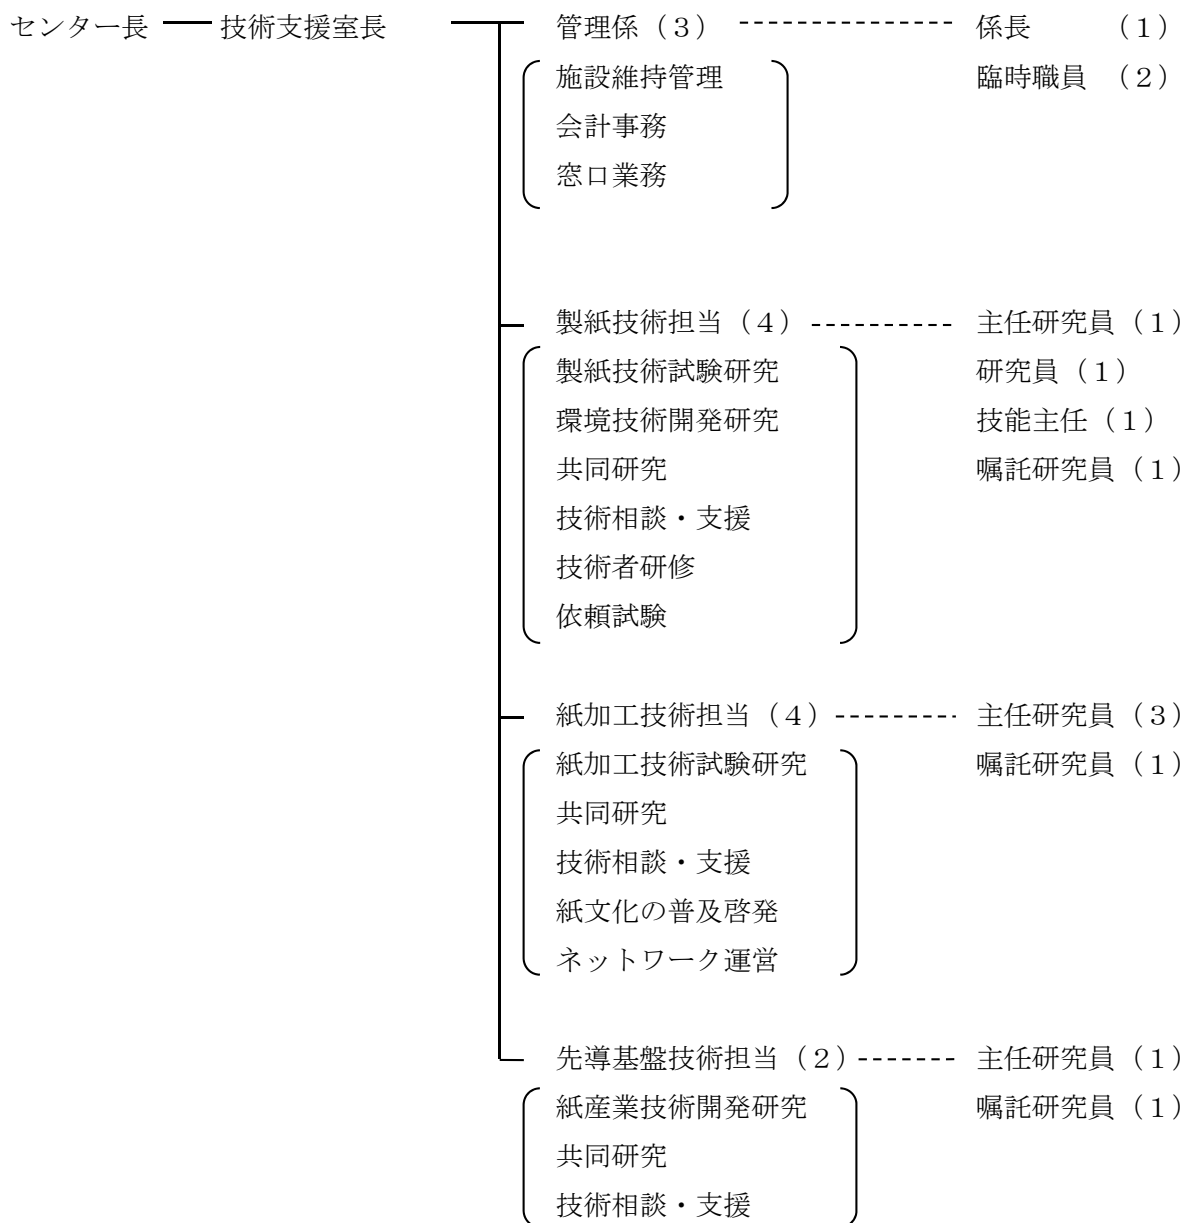 センター長 技術支援室長 管理係（３） 係長 （１）
施設維持管理 臨時職員 （２）
会計事務
窓口業務
製紙技術担当（４） 主任研究員（１）
製紙技術試験研究 研究員（１）
環境技術開発研究 技能主任（１）
共同研究 嘱託研究員（１）
技術相談・支援
技術者研修
依頼試験
紙加工技術担当（４） 主任研究員（３）
紙加工技術試験研究 嘱託研究員（１）
共同研究
技術相談・支援
紙文化の普及啓発
ネットワーク運営
先導基盤技術担当（２） 主任研究員（１）
紙産業技術開発研究 嘱託研究員（１）
共同研究
技術相談・支援